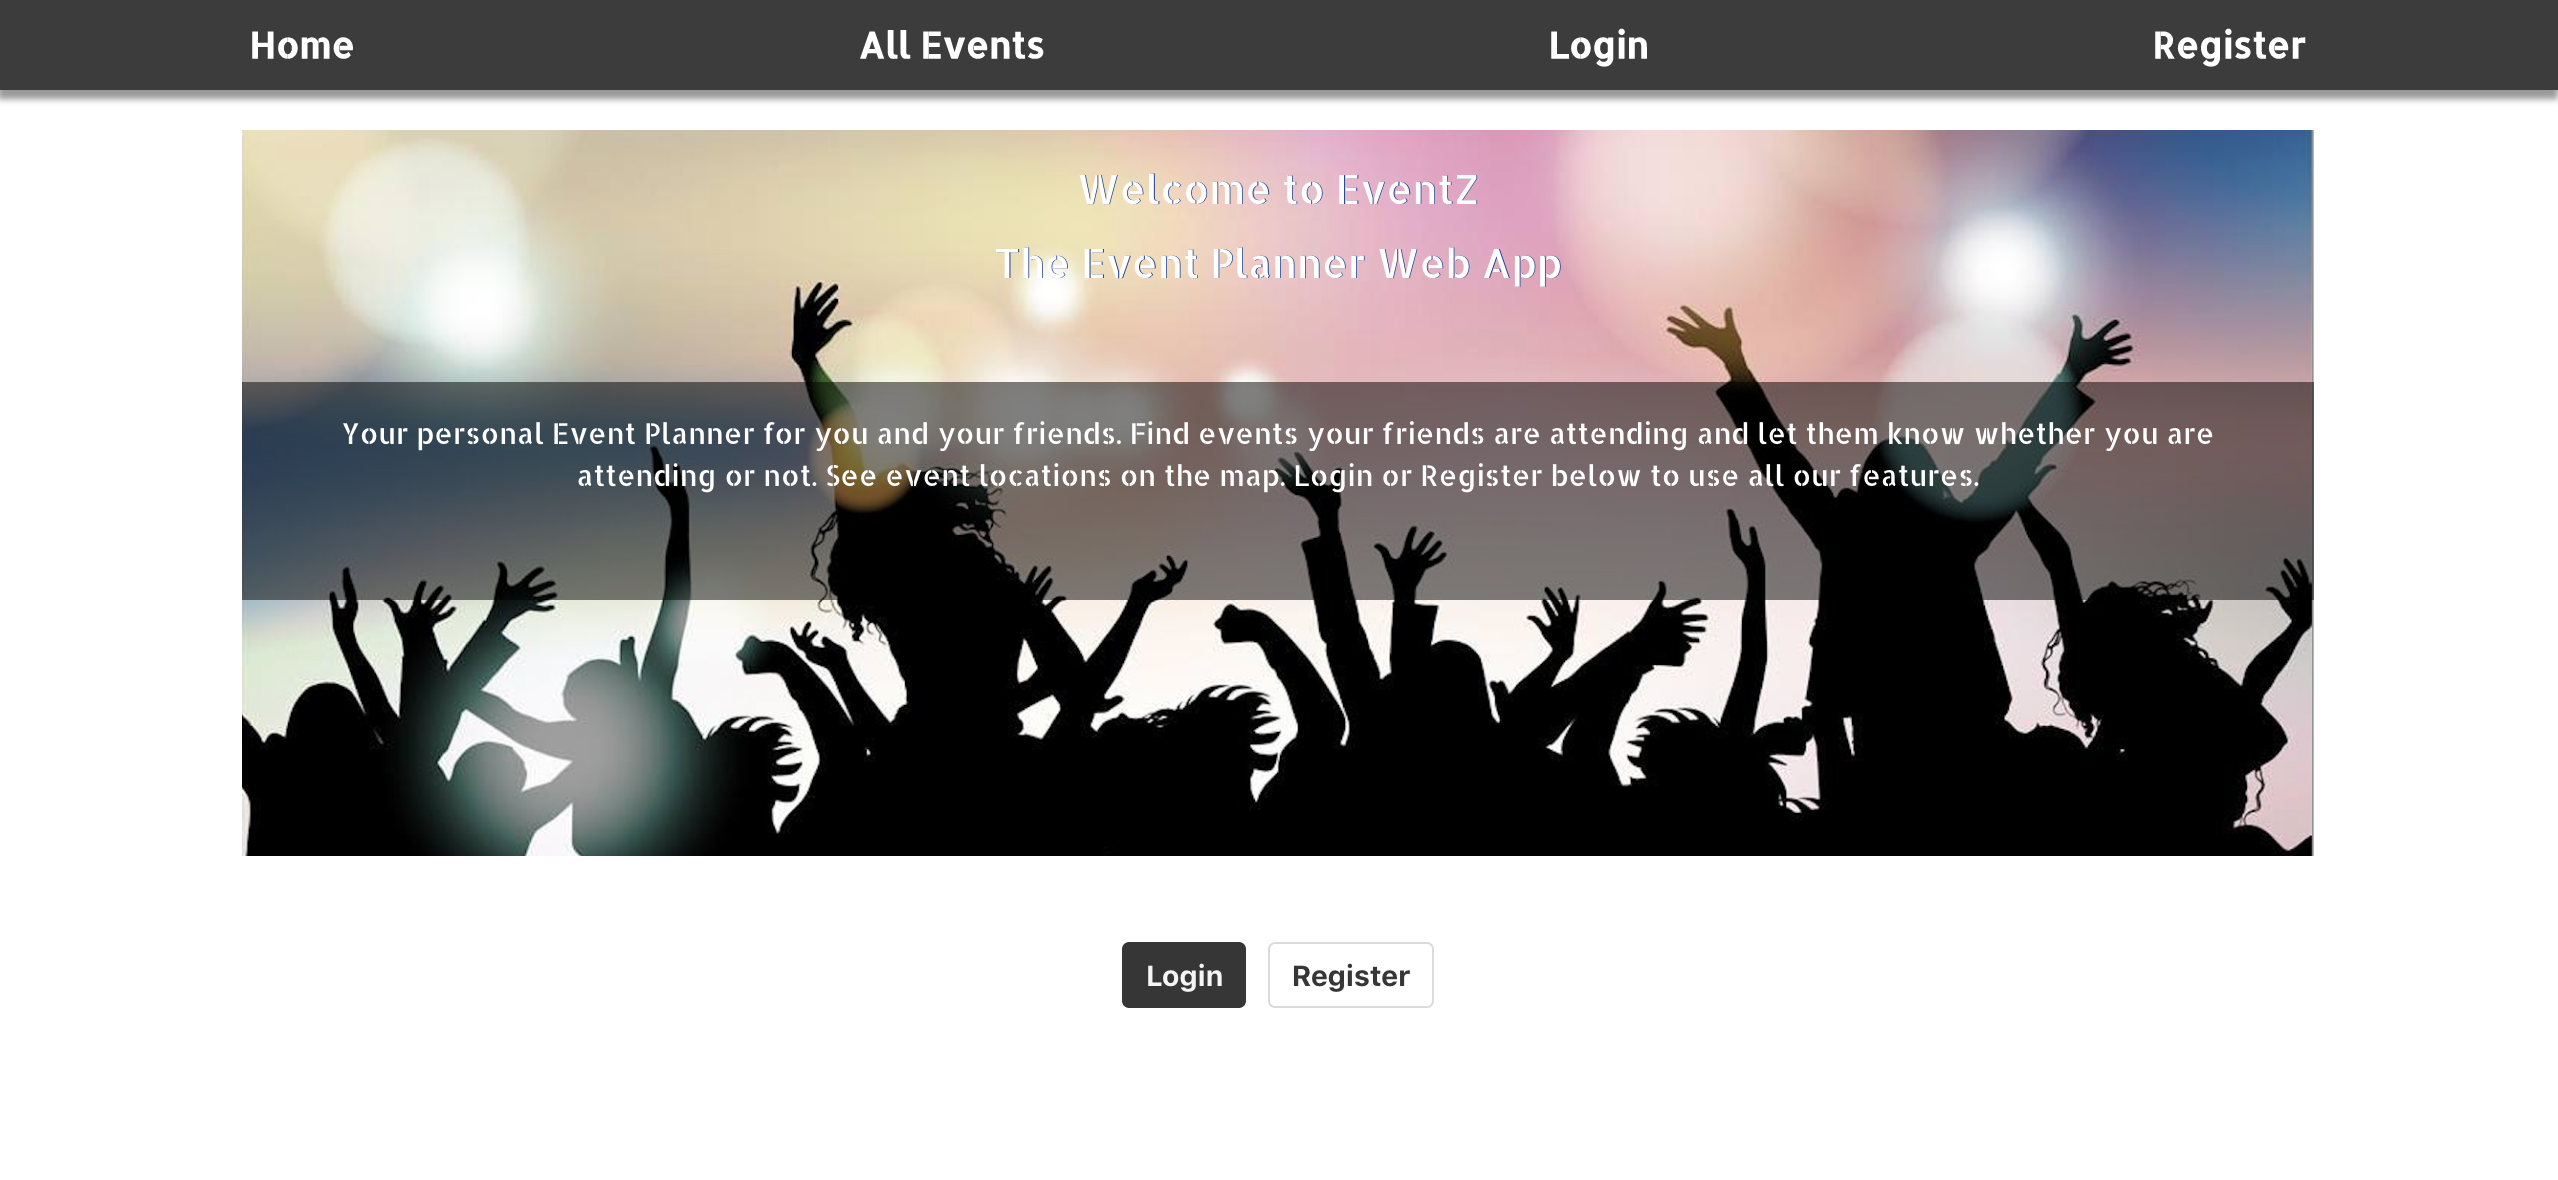 Home
All Events
Login
Register
Welcome to EventZ
The Event Planner Web App
Your personal Event Planner for you and your friends. Find events your friends are attending and let them know whether you are
attending or not. See event locations on the map. Login or Register below to use all our features.
Login
Register